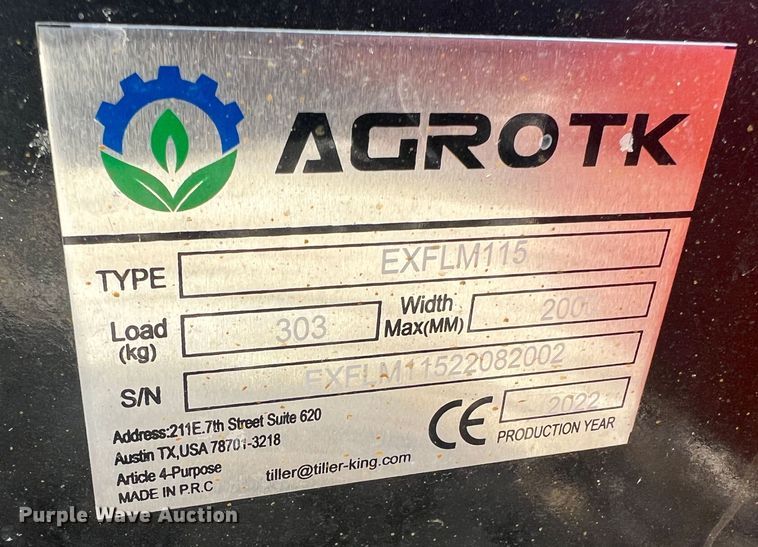 AGROTK
TYPE EXFLM115
Load (kg) 303 Width Max(MM) 200
S/N EXFLM11522082002
Address:211E.7th Street Suite 620
Austin TX,USA 78701-3218
Article 4-Purpose
MADE IN P.R.C
tiller@tiller-king.com
CE
2022
PRODUCTION YEAR
Purple Wave Auction